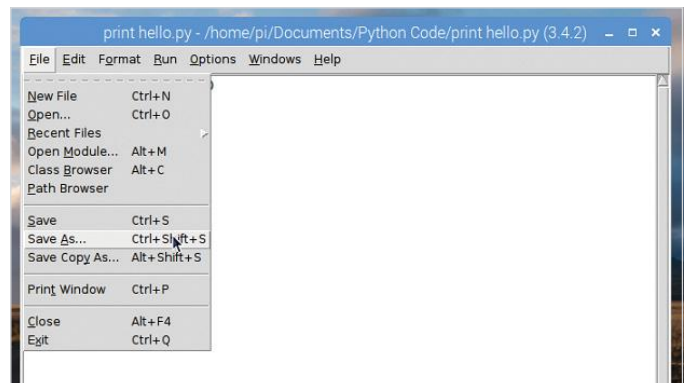 print hello.py - /home/pi/Documents/Python Code/print hello.py (3.4.2)
File Edit Format Run Options Windows Help
)
New File Ctrl+N
Open... Ctrl+O
Recent Files
Open Module... Alt+M
Class Browser Alt+C
Path Browser
Save Ctrl+S
Save As... Ctrl+Shift+S
Save Copy As... Alt+Shift+S
Print Window Ctrl+P
Close Alt+F4
Exit Ctrl+Q